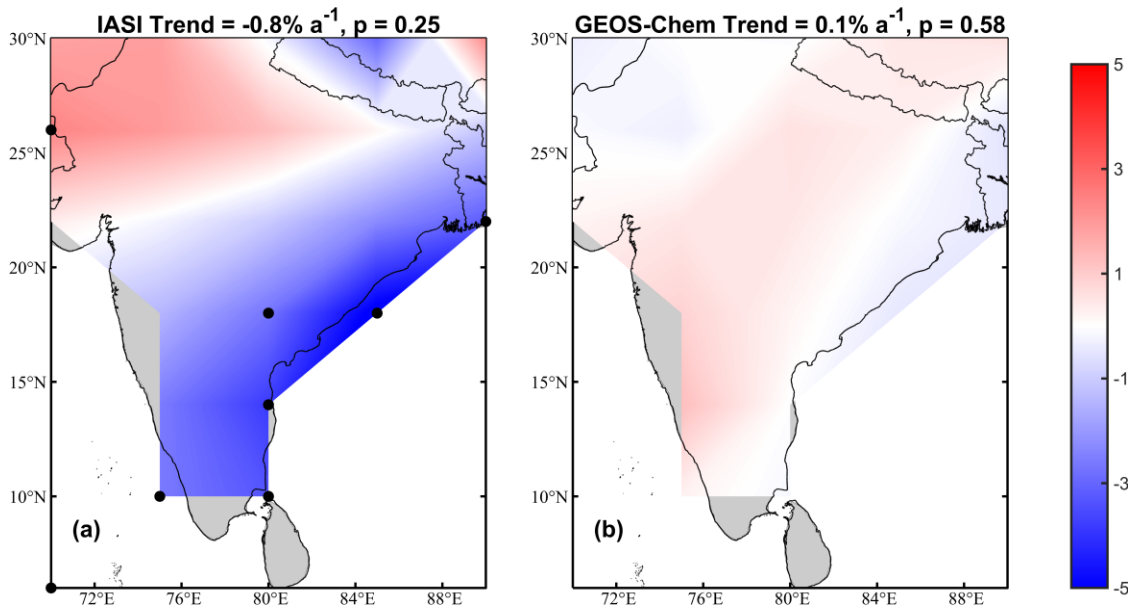 IASI Trend = -0.8% a⁻¹, p = 0.25
GEOS-Chem Trend = 0.1% a⁻¹, p = 0.58
30°N
25°N
20°N
15°N
10°N
(a)
72°E 76°E 80°E 84°E 88°E
30°N
25°N
20°N
15°N
10°N
(b)
72°E 76°E 80°E 84°E 88°E
5
3
1
-1
-3
-5